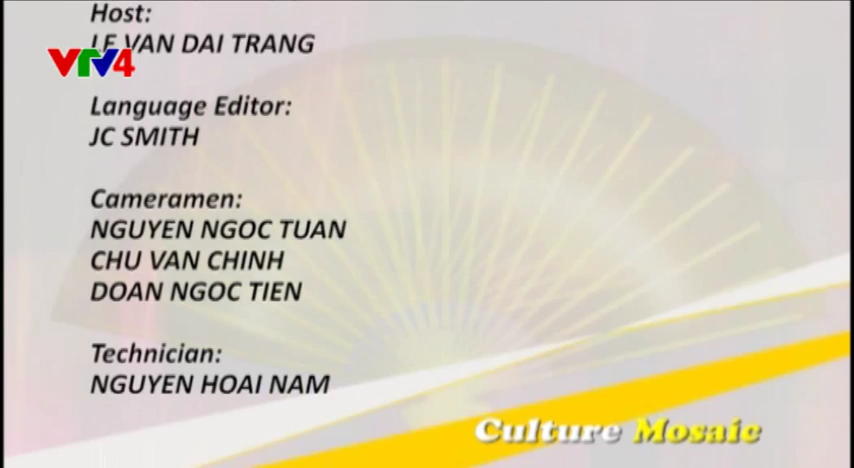 Host:
LE VAN DAI TRANG
VTV4
Language Editor:
JC SMITH
Cameramen:
NGUYEN NGOC TUAN
CHU VAN CHINH
DOAN NGOC TIEN
Technician:
NGUYEN HOAI NAM
Culture Mosaic